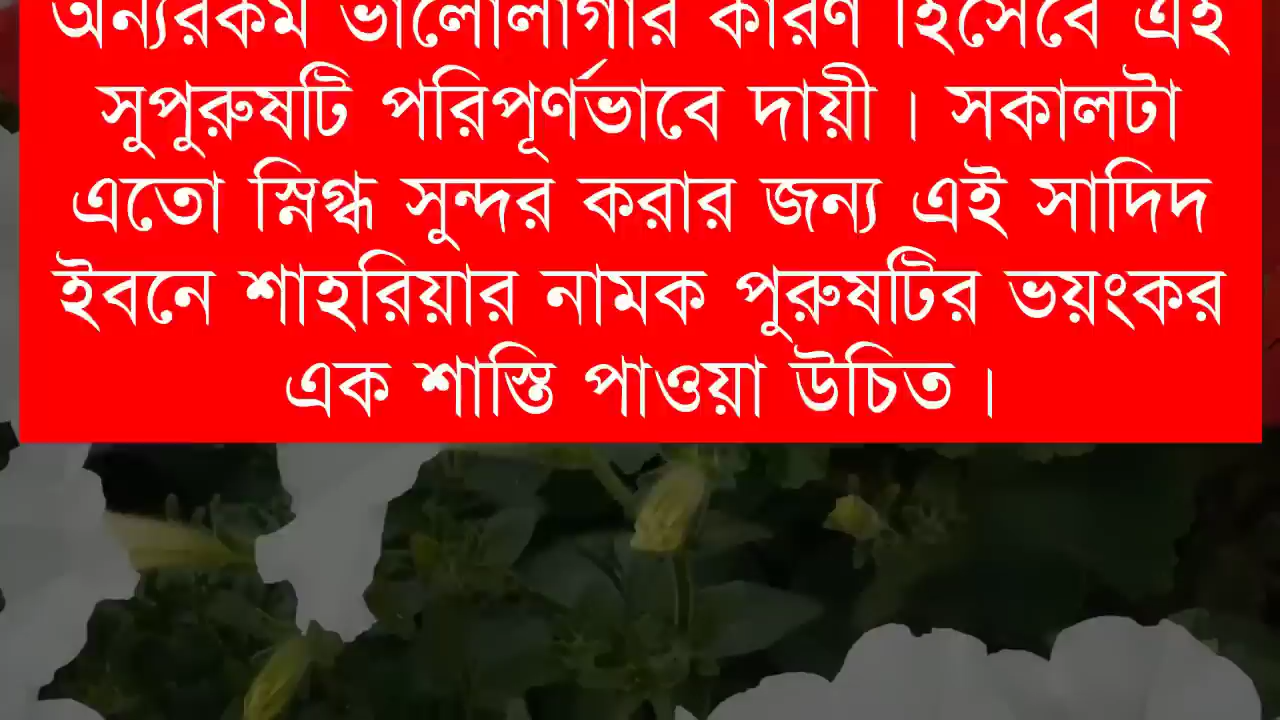 অন্যরকম ভালোলাগার কারণ হিসেবে এই
সুপুরুষটি পরিপূর্ণভাবে দায়ী ।  সকালটা
এতো স্নিগ্ধ সুন্দর করার জন্য এই সাদিদ
ইবনে শাহরিয়ার নামক পুরুষটির ভয়ংকর
এক শাস্তি পাওয়া উচিত ।